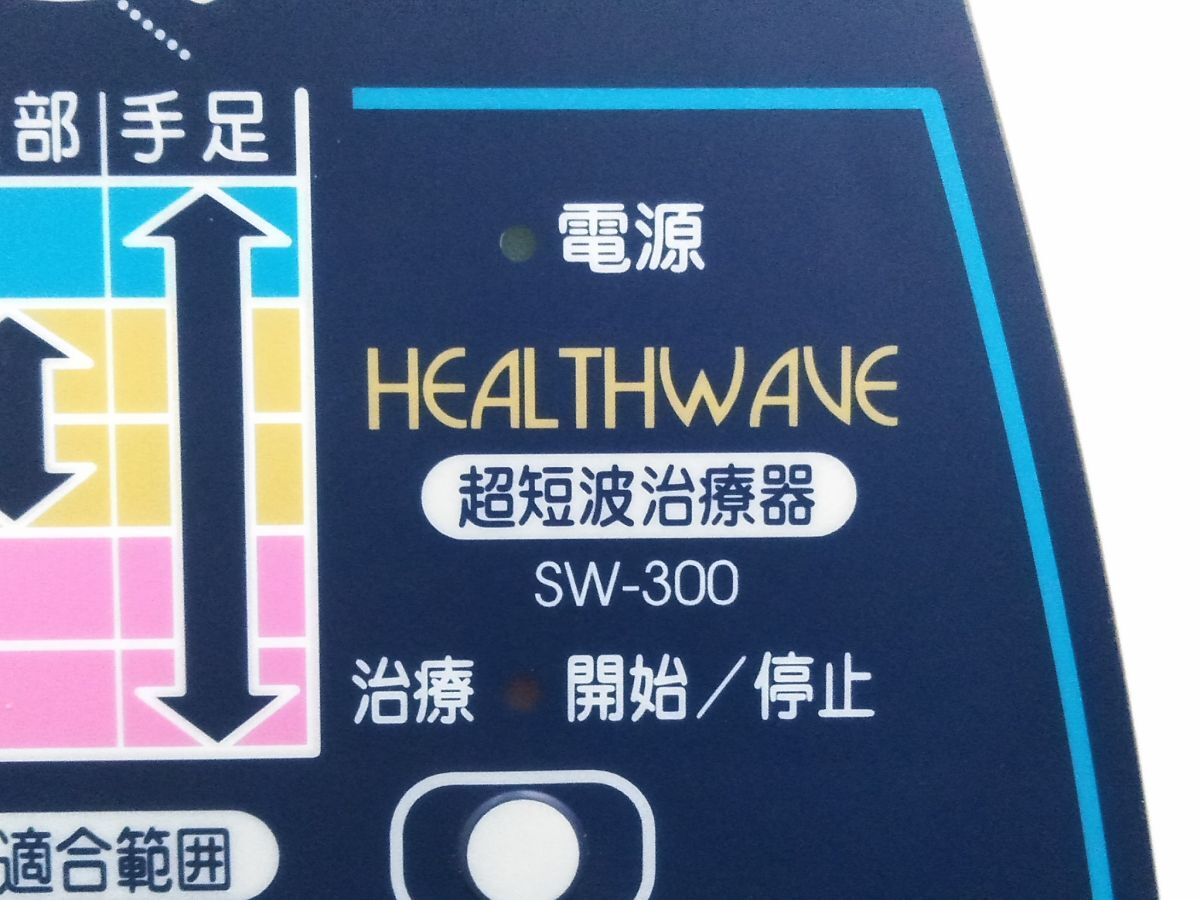 部 手足
電源
HEALTHWAVE
超短波治療器
SW-300
治療 開始／停止
適合範囲